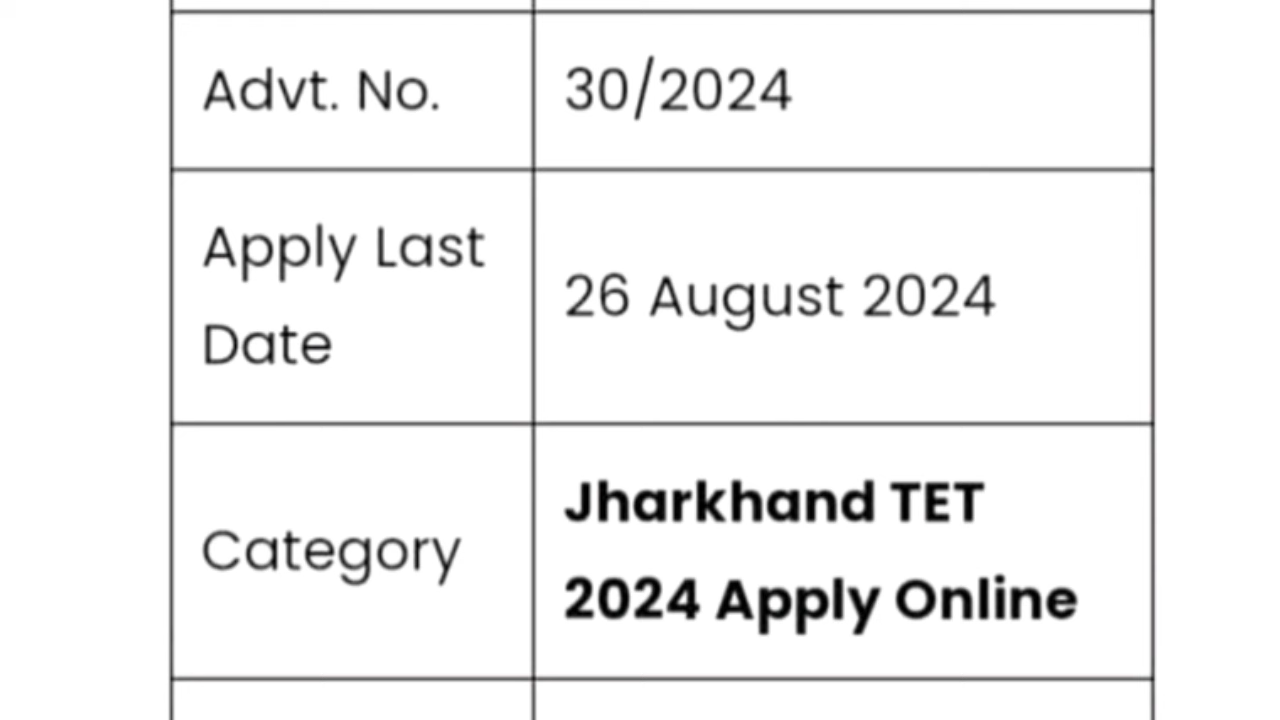 Advt. No.
30/2024
Apply Last
Date
26 August 2024
Category
Jharkhand TET
2024 Apply Online